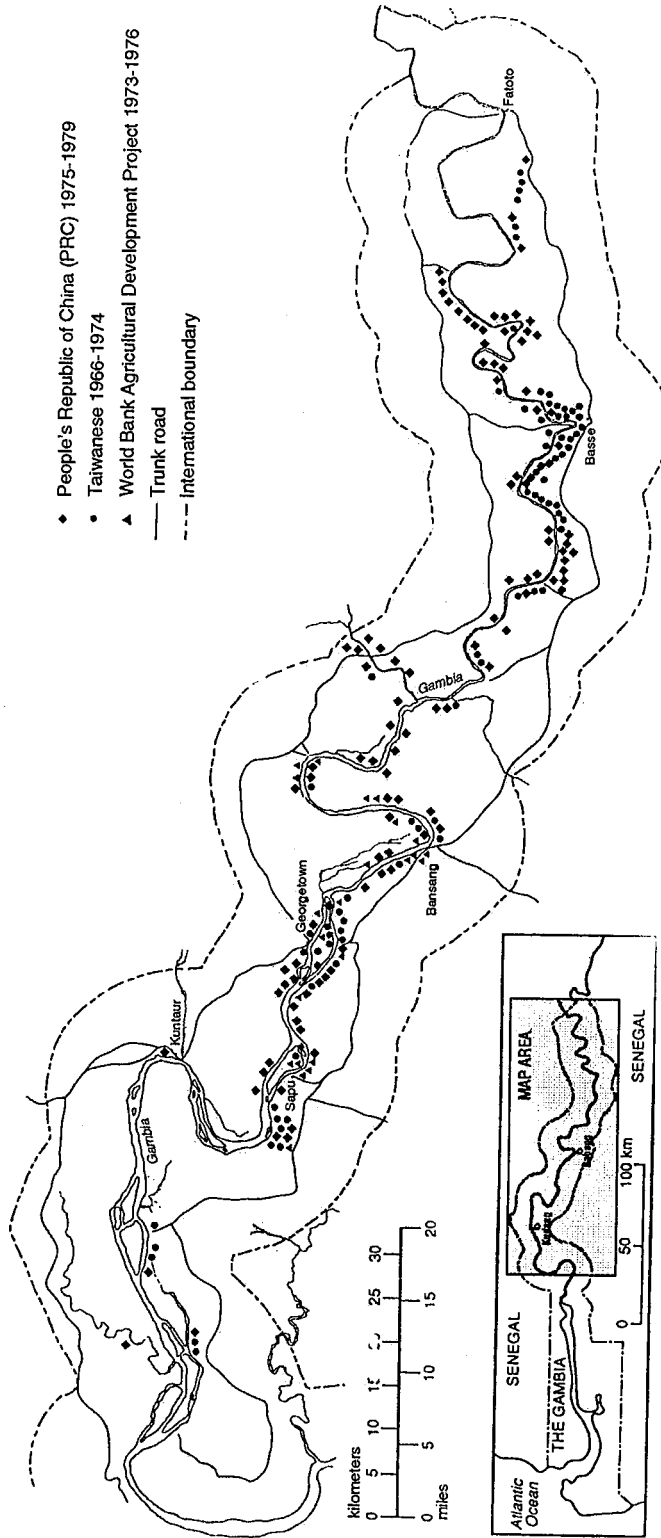 ◆ People's Republic of China (PRC) 1975-1979
● Taiwanese 1966-1974
▲ World Bank Agricultural Development Project 1973-1976
Trunk road
International boundary
Fatoto
Basse
Gambia
Bansang
Georgetown
Kuntaur
Sapu
Gambia
kilometers
0 5 10 15 25 30
0 5 10 15 20
miles
Atlantic
Ocean
SENEGAL
THE GAMBIA
MAP AREA
SENEGAL
0 50 100 km